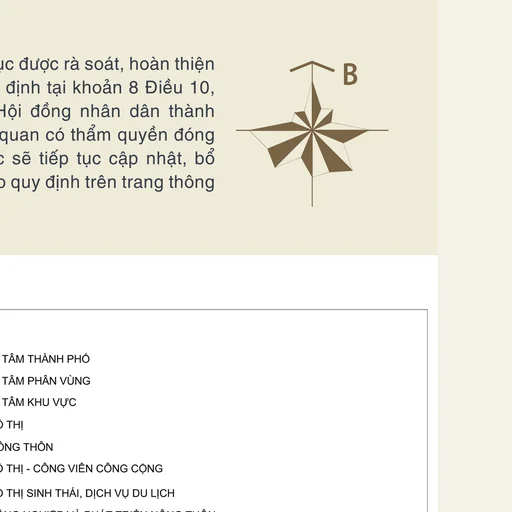 ục được rà soát, hoàn thiện
định tại khoản 8 Điều 10,
Hội đồng nhân dân thành
quan có thẩm quyền đóng
c sẽ tiếp tục cập nhật, bổ
o quy định trên trang thông
B
TÂM THÀNH PHỐ
TÂM PHÂN VÙNG
TÂM KHU VỰC
Ô THỊ
ÔNG THÔN
Ô THỊ - CÔNG VIÊN CÔNG CỘNG
Ô THỊ SINH THÁI, DỊCH VỤ DU LỊCH